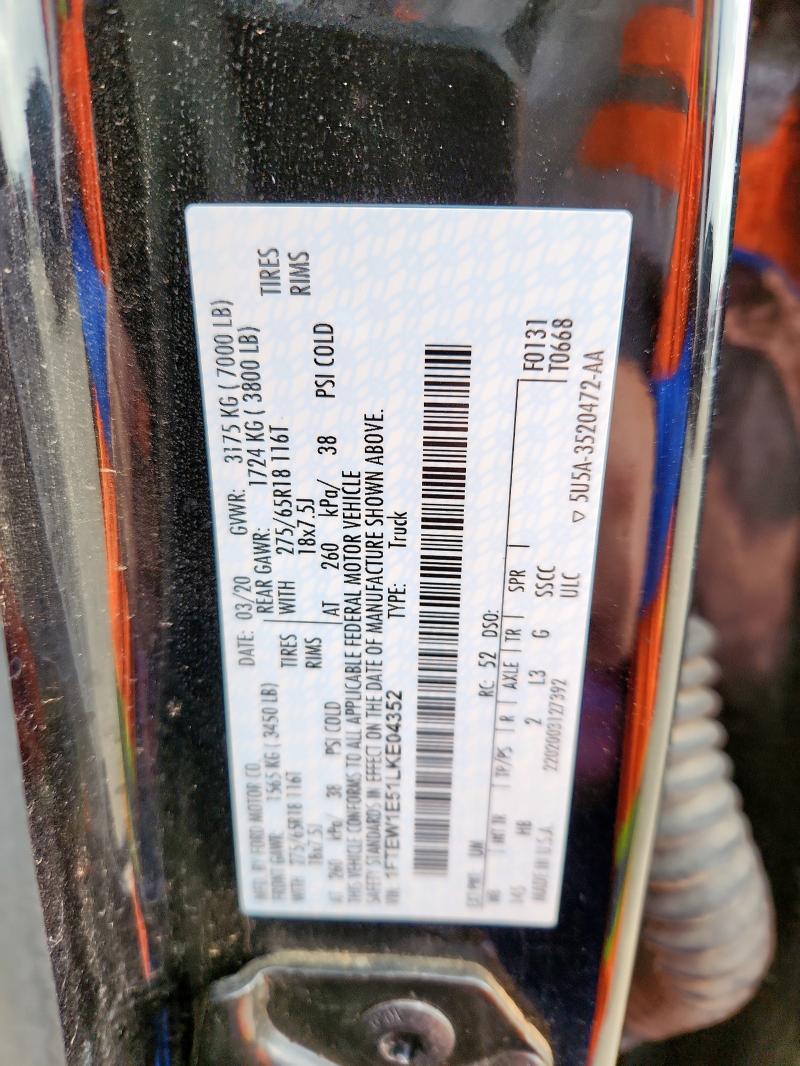 MFD. BY FORD MOTOR CO. DATE: 03/20 GVWR: 3175 KG ( 7000 LB)
FRONT GAWR: 1565 KG ( 3450 LB) REAR GAWR: 1724 KG ( 3800 LB)
WITH 275/65R18 116T TIRES WITH 275/65R18 116T TIRES
18x7.5J RIMS 18x7.5J RIMS
AT 260 kPa/ 38 PSI COLD AT 260 kPa/ 38 PSI COLD
THIS VEHICLE CONFORMS TO ALL APPLICABLE FEDERAL MOTOR VEHICLE
SAFETY STANDARDS IN EFFECT ON THE DATE OF MANUFACTURE SHOWN ABOVE.
VIN: 1FTEW1E51LKE04352 TYPE: Truck
EXT PNT: UM RC: 52 DSO:
WB INT TR TP/PS R AXLE TR SPR F0131
145 HB 2 L3 G SSCC T0668
MADE IN U.S.A. 2202003127392 ULC
▽ 5U5A-3520472-AA